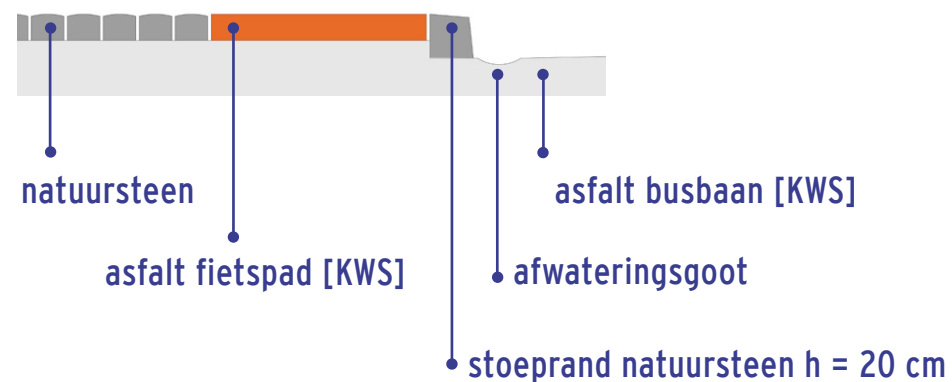 natuursteen
asfalt busbaan [KWS]
asfalt fietspad [KWS]
afwateringsgoot
stoeprand natuursteen h = 20 cm